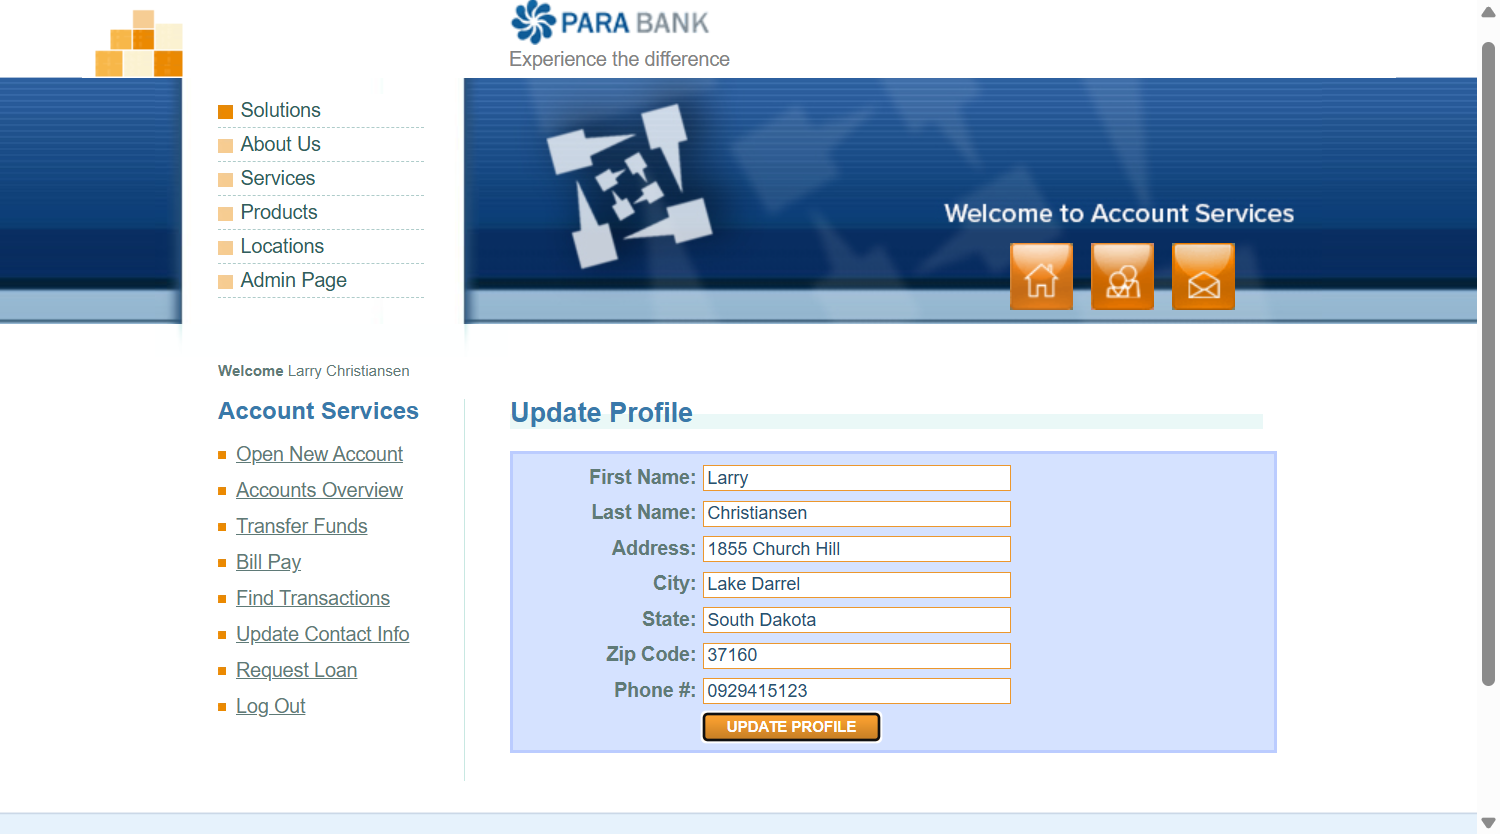 PARA BANK
Experience the difference
Solutions
About Us
Services
Products
Locations
Admin Page
Welcome to Account Services
Welcome Larry Christiansen
Account Services
Open New Account
Accounts Overview
Transfer Funds
Bill Pay
Find Transactions
Update Contact Info
Request Loan
Log Out
Update Profile
First Name: Larry
Last Name: Christiansen
Address: 1855 Church Hill
City: Lake Darrel
State: South Dakota
Zip Code: 37160
Phone #: 0929415123
UPDATE PROFILE